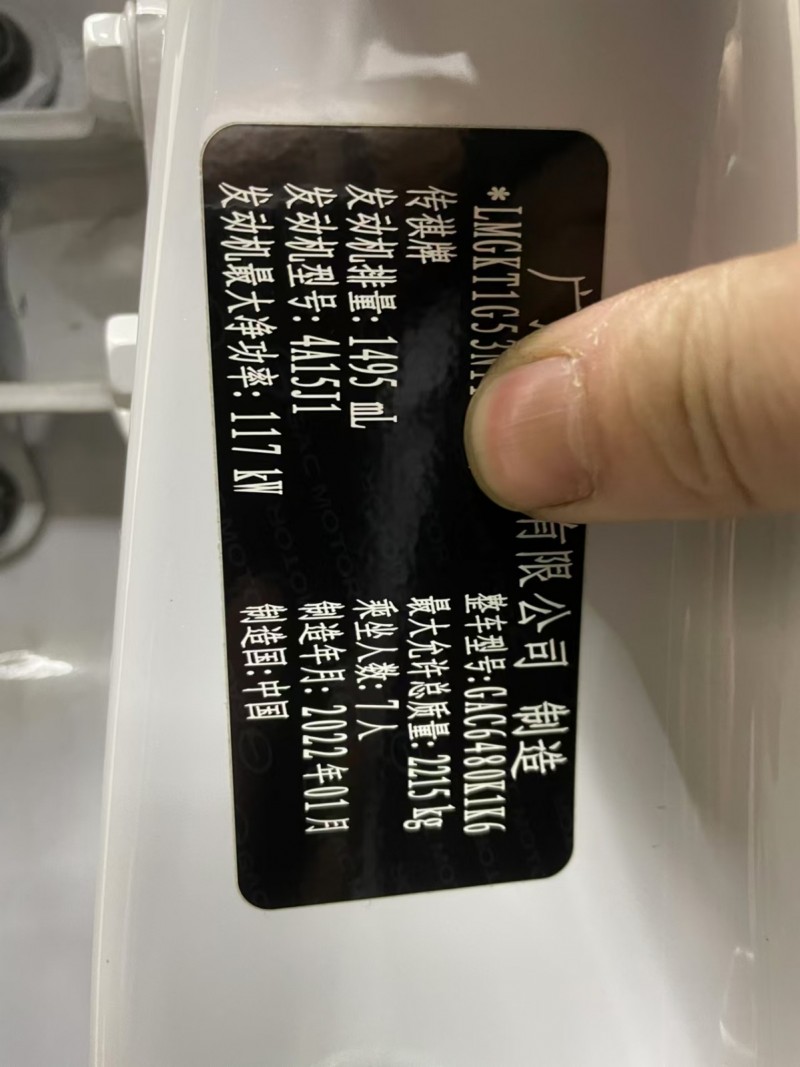 广
有限公司 制造
*LMGKT1G53N1
整车型号:GAC6480K1K6
传祺牌
最大允许总质量: 2215 kg
发动机排量: 1495 mL
乘坐人数: 7人
发动机型号: 4A15J1
制造年月: 2022年01月
发动机最大净功率: 117 kW
制造国:中国